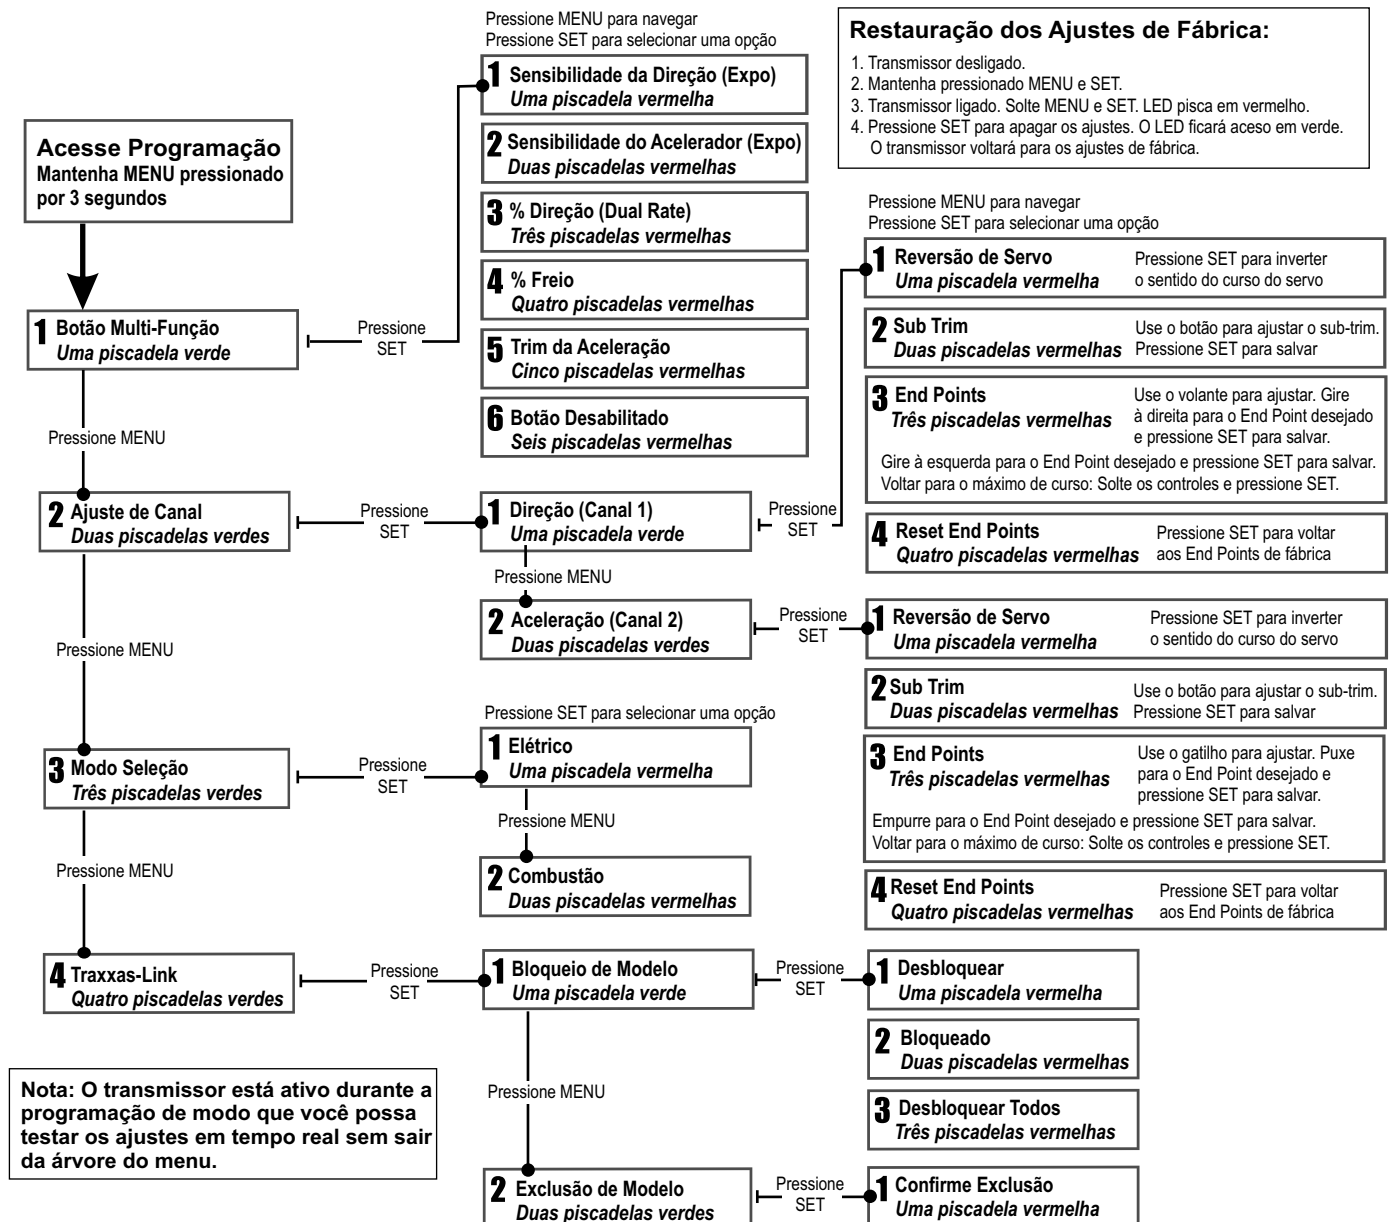 Pressione MENU para navegar
Pressione SET para selecionar uma opção
1 Sensibilidade da Direção (Expo)
Uma piscadela vermelha
2 Sensibilidade do Acelerador (Expo)
Duas piscadelas vermelhas
3 % Direção (Dual Rate)
Três piscadelas vermelhas
4 % Freio
Quatro piscadelas vermelhas
5 Trim da Aceleração
Cinco piscadelas vermelhas
6 Botão Desabilitado
Seis piscadelas vermelhas
Restauração dos Ajustes de Fábrica:
1. Transmissor desligado.
2. Mantenha pressionado MENU e SET.
3. Transmissor ligado. Solte MENU e SET. LED pisca em vermelho.
4. Pressione SET para apagar os ajustes. O LED ficará aceso em verde.
O transmissor voltará para os ajustes de fábrica.
Acesse Programação
Mantenha MENU pressionado
por 3 segundos
1 Botão Multi-Função
Uma piscadela verde
Pressione
SET
Pressione MENU
2 Ajuste de Canal
Duas piscadelas verdes
Pressione
SET
1 Direção (Canal 1)
Uma piscadela verde
Pressione
SET
Pressione MENU
2 Aceleração (Canal 2)
Duas piscadelas verdes
Pressione
SET
Pressione MENU para navegar
Pressione SET para selecionar uma opção
1 Reversão de Servo
Uma piscadela vermelha
Pressione SET para inverter
o sentido do curso do servo
2 Sub Trim
Duas piscadelas vermelhas
Use o botão para ajustar o sub-trim.
Pressione SET para salvar
3 End Points
Três piscadelas vermelhas
Use o volante para ajustar. Gire
à direita para o End Point desejado
e pressione SET para salvar.
Gire à esquerda para o End Point desejado e pressione SET para salvar.
Voltar para o máximo de curso: Solte os controles e pressione SET.
4 Reset End Points
Quatro piscadelas vermelhas
Pressione SET para voltar
aos End Points de fábrica
1 Reversão de Servo
Uma piscadela vermelha
Pressione SET para inverter
o sentido do curso do servo
2 Sub Trim
Duas piscadelas vermelhas
Use o botão para ajustar o sub-trim.
Pressione SET para salvar
3 End Points
Três piscadelas vermelhas
Use o gatilho para ajustar. Puxe
para o End Point desejado e
pressione SET para salvar.
Empurre para o End Point desejado e pressione SET para salvar.
Voltar para o máximo de curso: Solte os controles e pressione SET.
4 Reset End Points
Quatro piscadelas vermelhas
Pressione SET para voltar
aos End Points de fábrica
Pressione MENU
3 Modo Seleção
Três piscadelas verdes
Pressione
SET
Pressione SET para selecionar uma opção
1 Elétrico
Uma piscadela vermelha
Pressione MENU
2 Combustão
Duas piscadelas vermelhas
Pressione MENU
4 Traxxas-Link
Quatro piscadelas verdes
Pressione
SET
1 Bloqueio de Modelo
Uma piscadela verde
Pressione
SET
1 Desbloquear
Uma piscadela vermelha
2 Bloqueado
Duas piscadelas vermelhas
3 Desbloquear Todos
Três piscadelas vermelhas
Pressione MENU
2 Exclusão de Modelo
Duas piscadelas verdes
Pressione
SET
1 Confirme Exclusão
Uma piscadela vermelha
Nota: O transmissor está ativo durante a
programação de modo que você possa
testar os ajustes em tempo real sem sair
da árvore do menu.